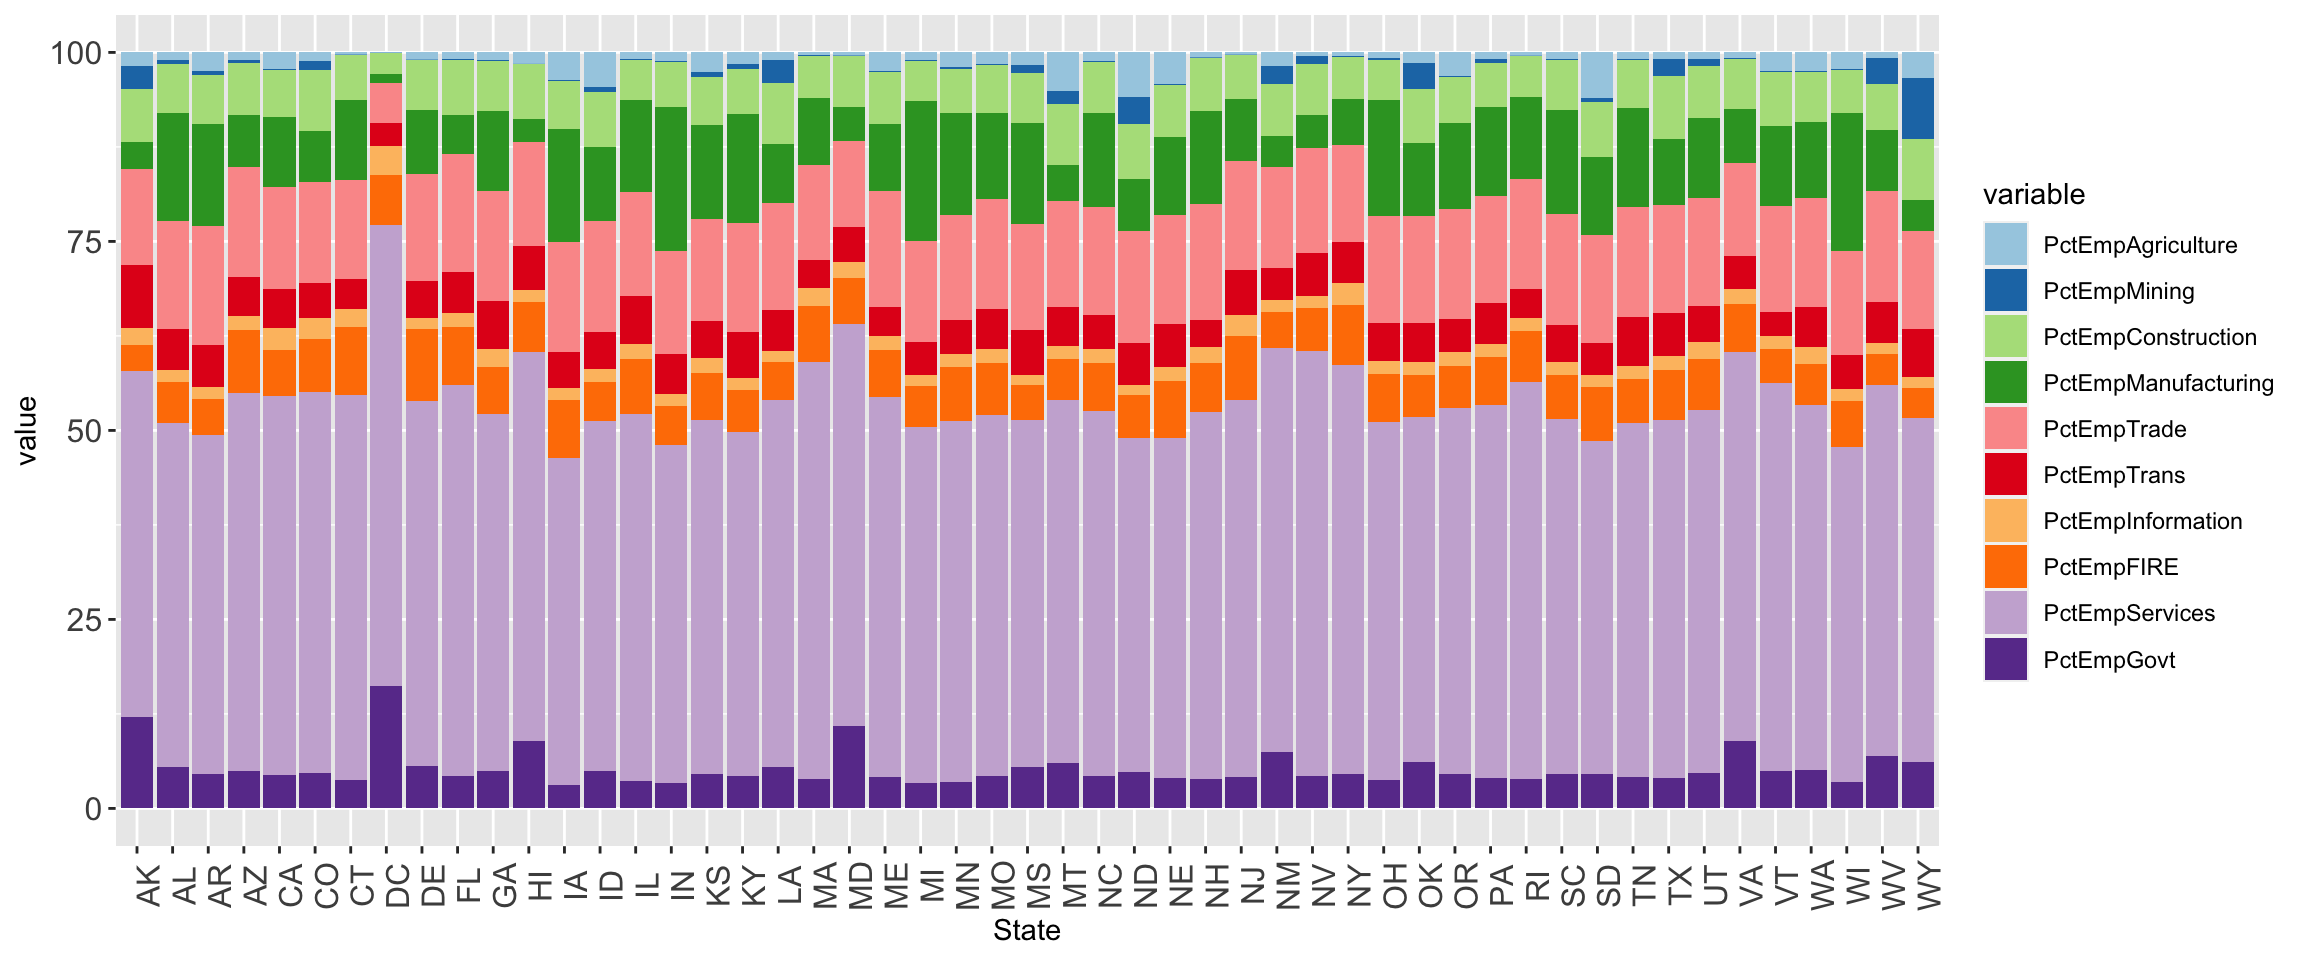 100
75
50
25
0
value
AK AL AR AZ CA CO CT DC DE FL GA HI IA ID IL IN KS KY LA MA MD ME MI MN MO MS MT NC ND NE NH NJ NM NV NY OH OK OR PA RI SC SD TN TX UT VA VT WA WI WV WY
State
variable
PctEmpAgriculture
PctEmpMining
PctEmpConstruction
PctEmpManufacturing
PctEmpTrade
PctEmpTrans
PctEmpInformation
PctEmpFIRE
PctEmpServices
PctEmpGovt